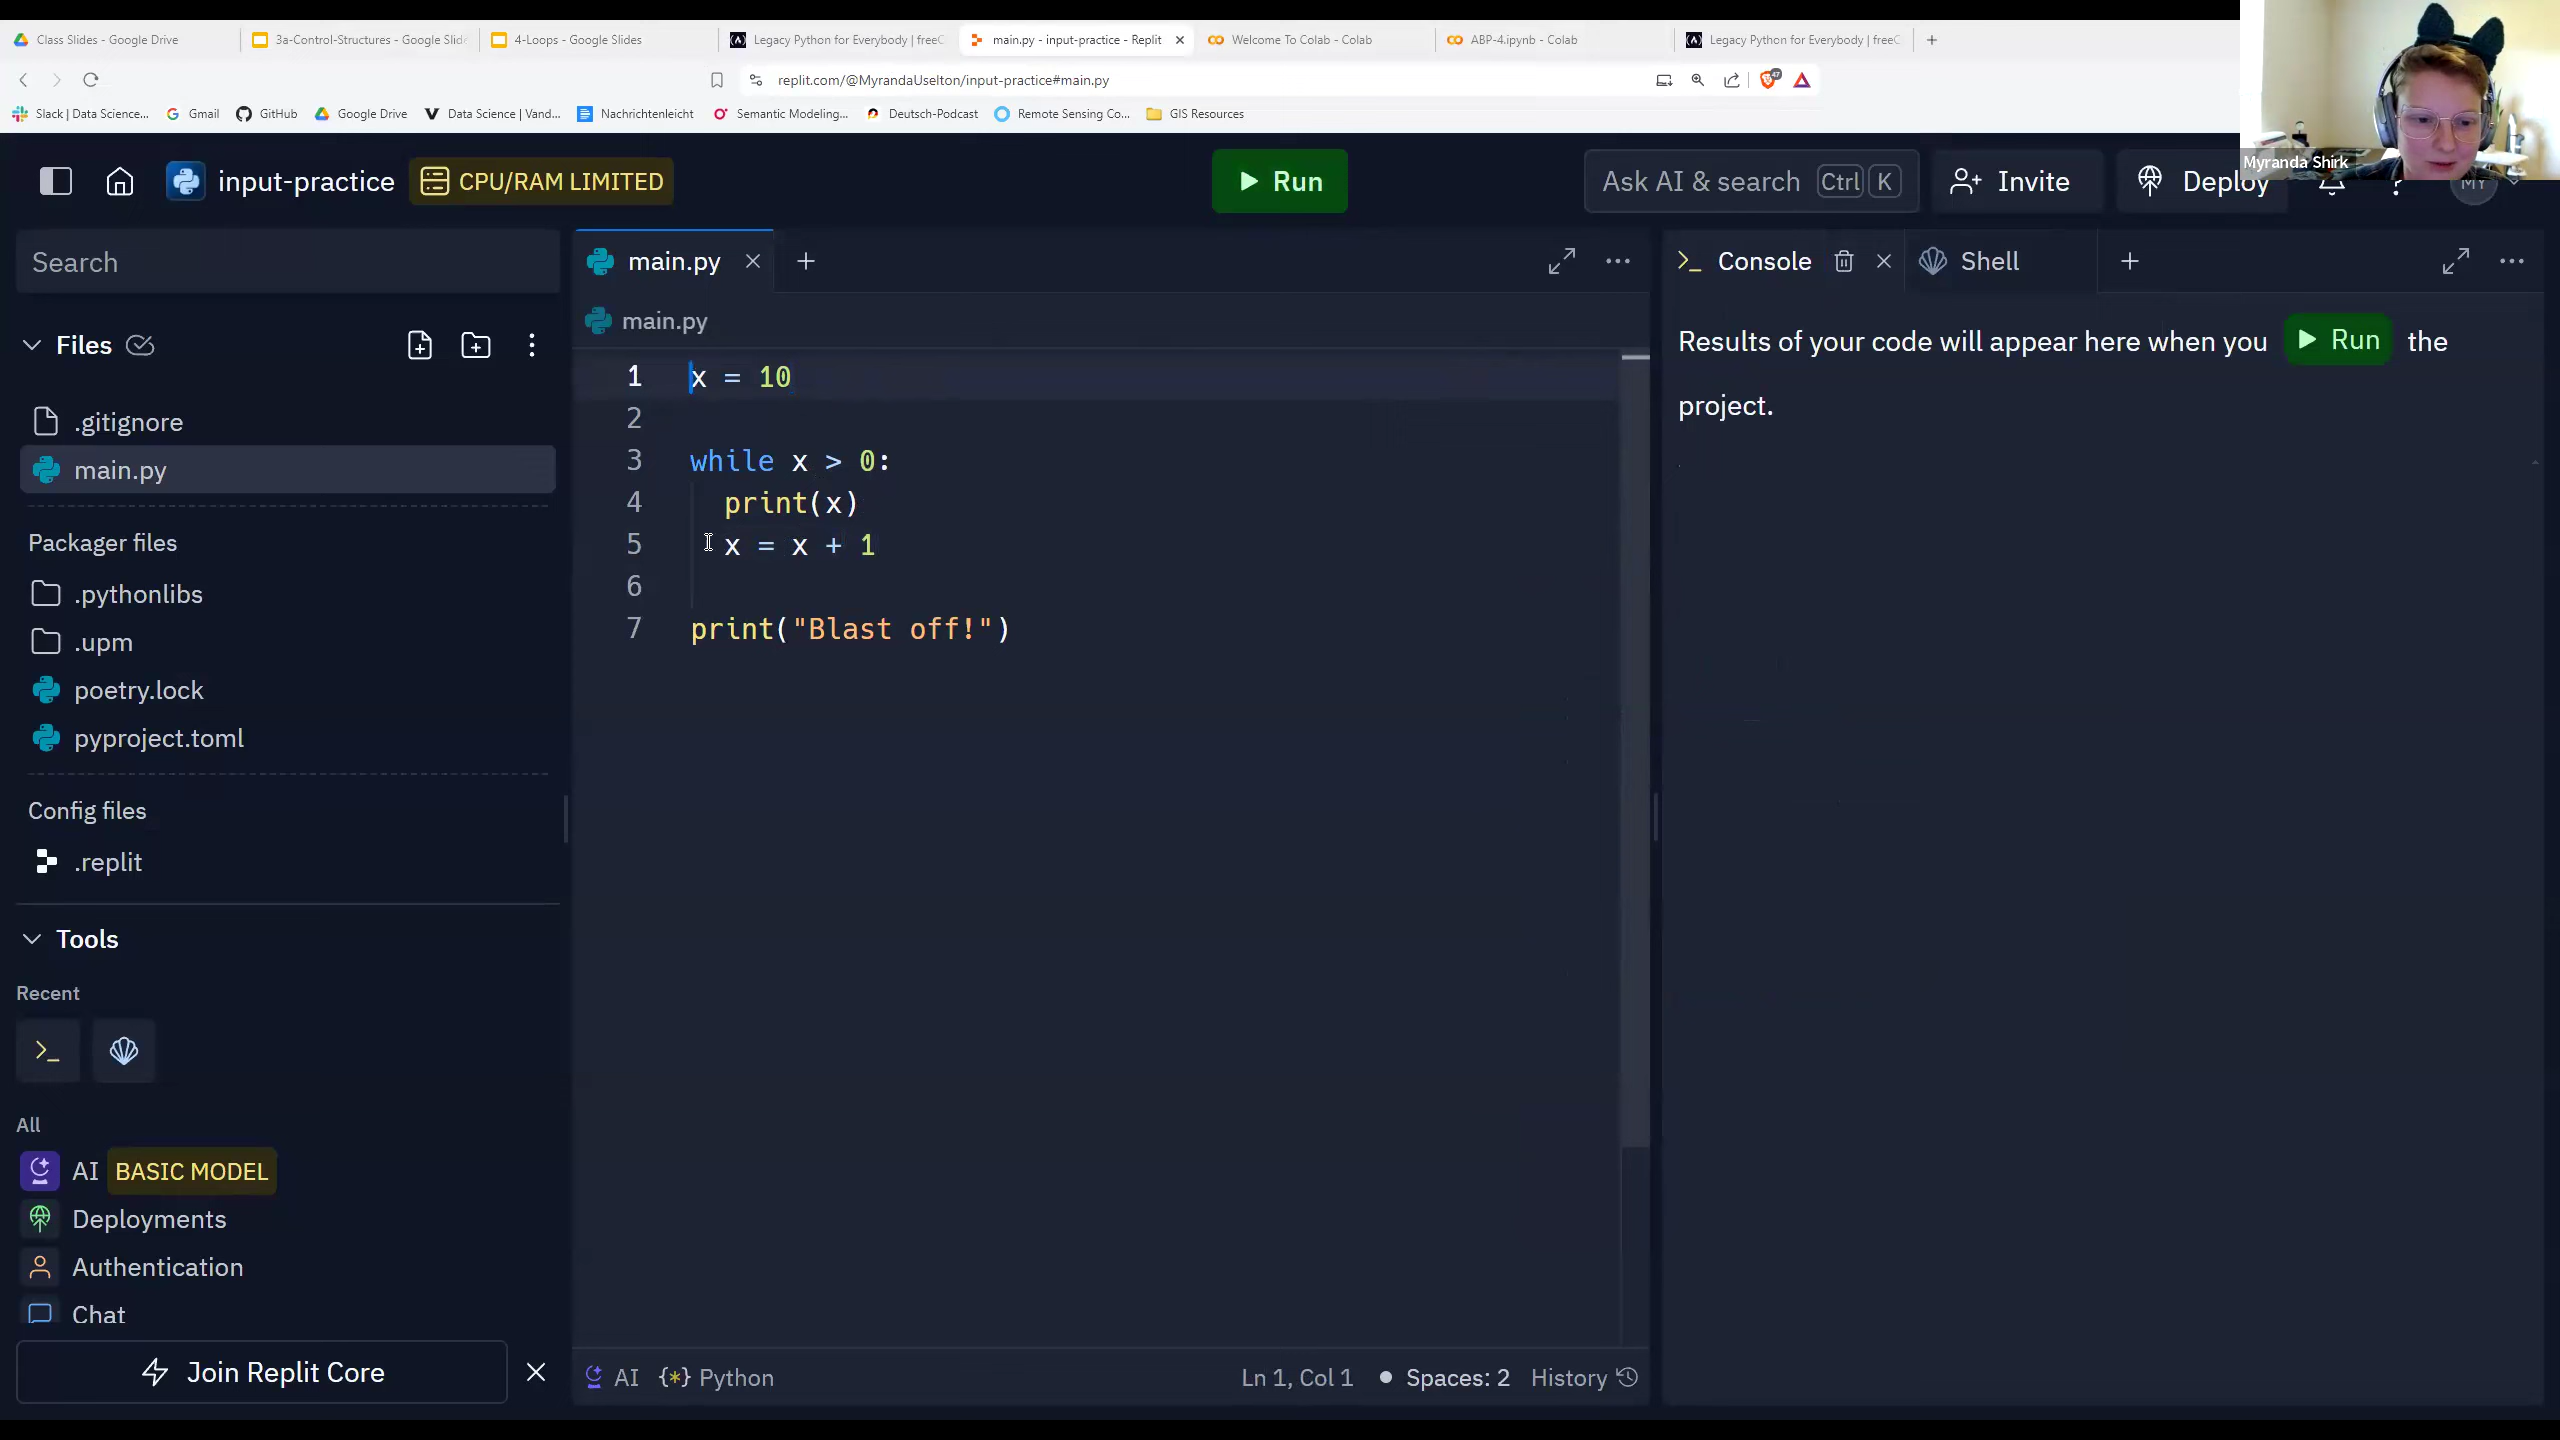 Class Slides - Google Drive
3a-Control-Structures - Google Slide
4-Loops - Google Slides
Legacy Python for Everybody | freeC
main.py - input-practice - Replit
Welcome To Colab - Colab
ABP-4.ipynb - Colab
Legacy Python for Everybody | freeC
replit.com/@MyrandaUselton/input-practice#main.py
Slack | Data Science...
Gmail
GitHub
Google Drive
Data Science | Vand...
Nachrichtenleicht
Semantic Modeling...
Deutsch-Podcast
Remote Sensing Co...
GIS Resources
Myranda Shirk
input-practice
CPU/RAM LIMITED
Run
Ask AI & search Ctrl K
Invite
Deploy
MY
Search
Files
.gitignore
main.py
Packager files
.pythonlibs
.upm
poetry.lock
pyproject.toml
Config files
.replit
Tools
Recent
All
AI BASIC MODEL
Deployments
Authentication
Chat
Join Replit Core
main.py
main.py
1 x = 10
2
3 while x > 0:
4 print(x)
5 x = x + 1
6
7 print("Blast off!")
AI {*} Python
Ln 1, Col 1
Spaces: 2
History
Console
Shell
Results of your code will appear here when you Run the
project.